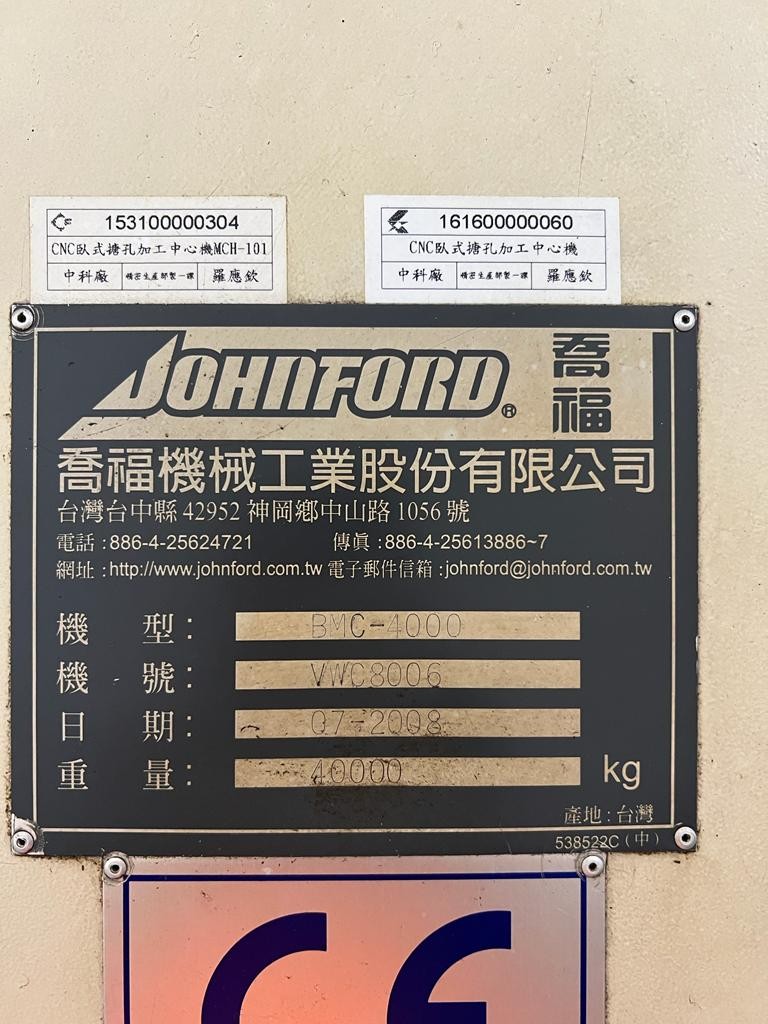 153100000304
CNC臥式搪孔加工中心機MCH-101
中科廠 精密生產部製一課 羅應欽
161600000060
CNC臥式搪孔加工中心機
中科廠 精密生產部製一課 羅應欽
JOHNFORD® 喬福
喬福機械工業股份有限公司
台灣台中縣 42952 神岡鄉中山路 1056 號
電話:886-4-25624721 傳眞:886-4-25613886~7
網址:http://www.johnford.com.tw 電子郵件信箱:johnford@johnford.com.tw
機型: BMC-4000
機號: VWC8006
日期: 07-2008
重量: 40000 kg
產地:台灣
538522C(中)
CE